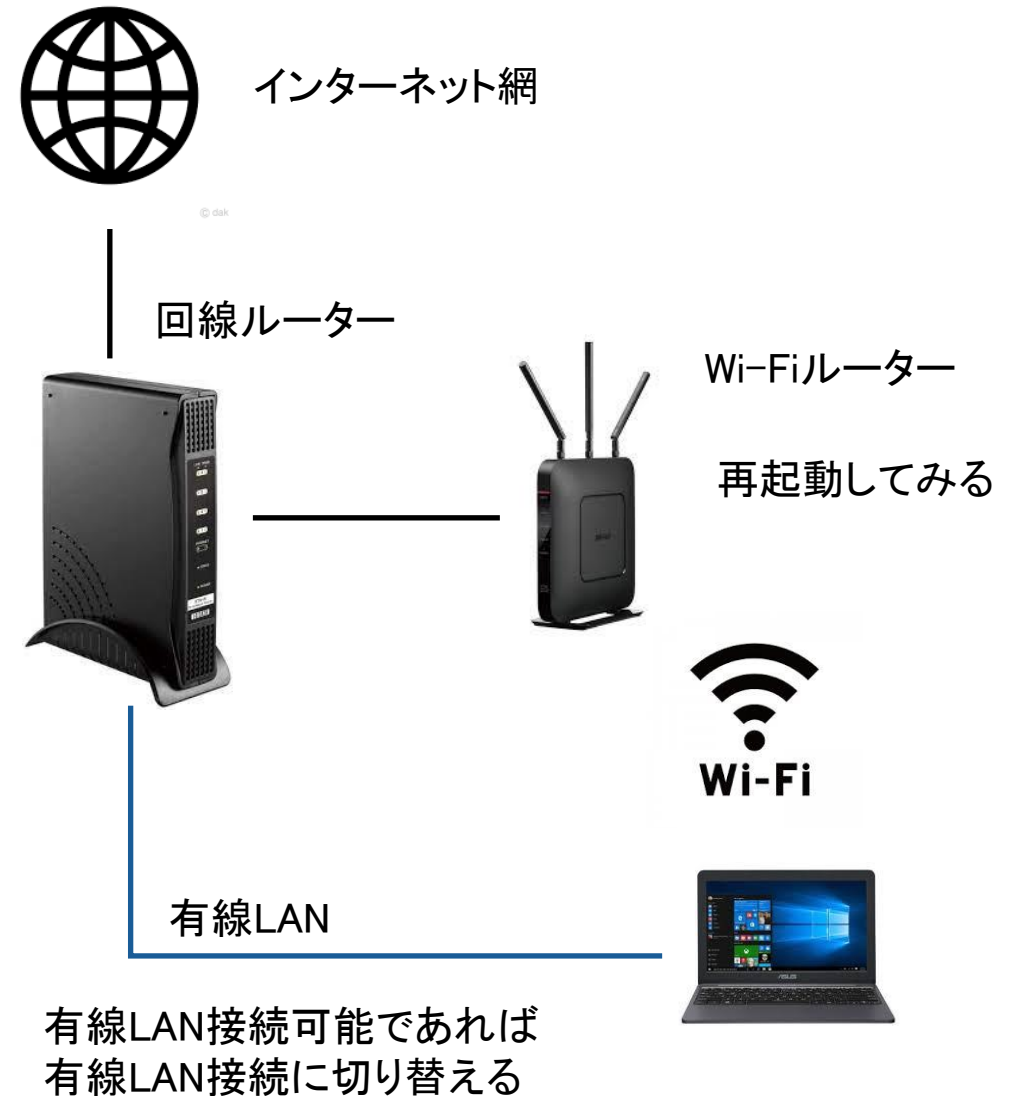 インターネット網
© dak
回線ルーター
Wi-Fiルーター
再起動してみる
Wi-Fi
有線LAN
ASUS
有線LAN接続可能であれば
有線LAN接続に切り替える